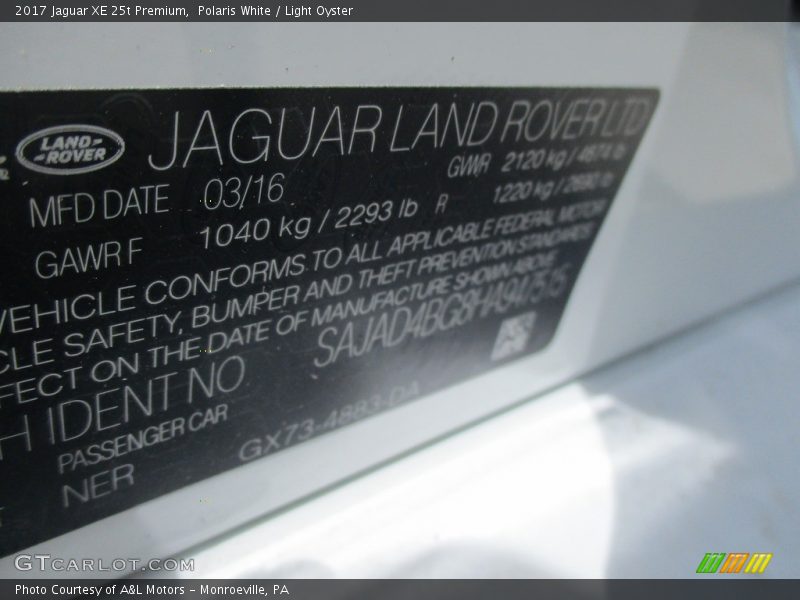 2017 Jaguar XE 25t Premium,  Polaris White / Light Oyster
LAND-
-ROVER
JAGUAR LAND ROVER LTD
MFD DATE 03/16 GWR 2120 kg / 4674 lb
GAWR F 1040 kg / 2293 lb R 1220 kg / 2690 lb
VEHICLE CONFORMS TO ALL APPLICABLE FEDERAL MOTOR
CLE SAFETY, BUMPER AND THEFT PREVENTION STANDARDS
FFECT ON THE DATE OF MANUFACTURE SHOWN ABOVE
H IDENT NO SAJAD4BG8HA947515
PASSENGER CAR
NER GX73-4883-DA
GTCARLOT.COM
Photo Courtesy of A&L Motors – Monroeville, PA